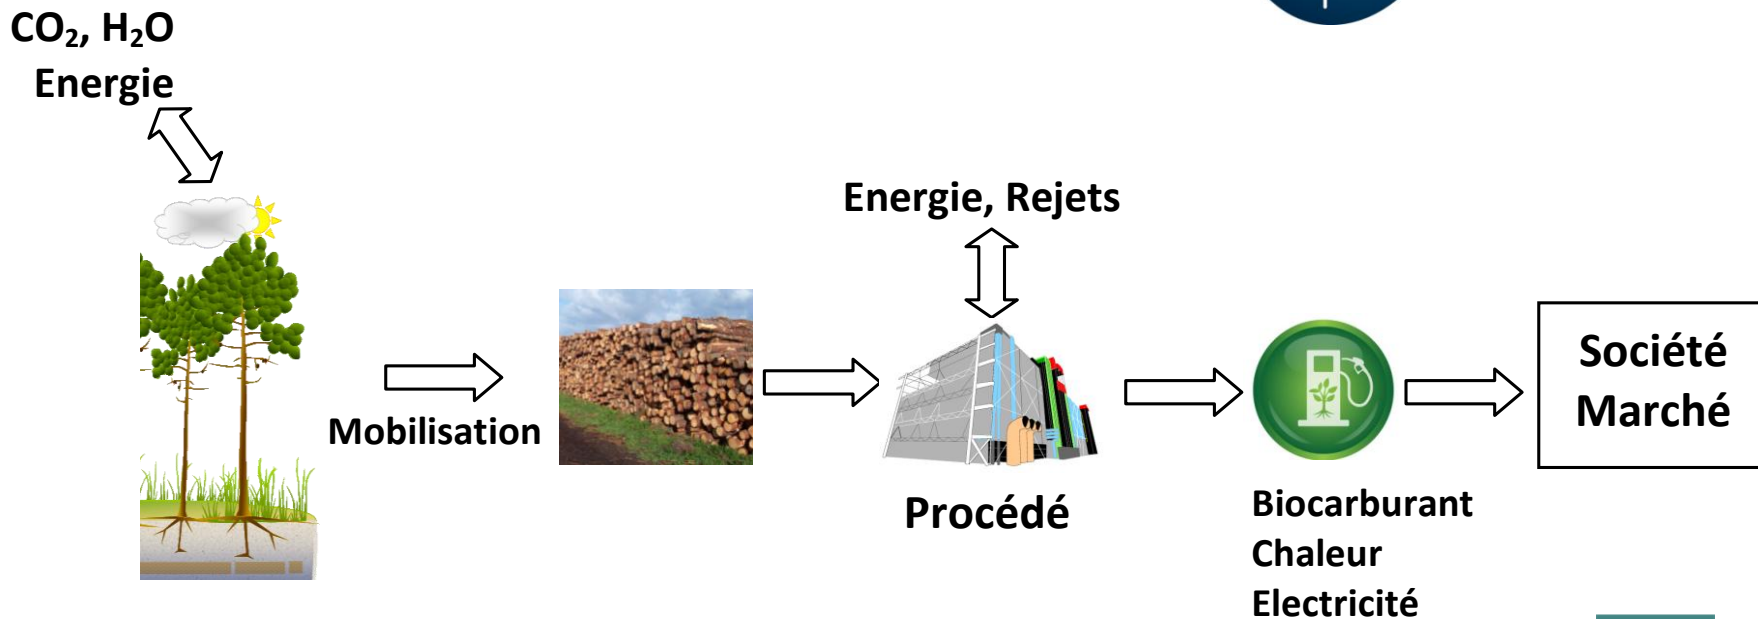 CO₂, H₂O
Energie
Mobilisation
Energie, Rejets
Procédé
Biocarburant
Chaleur
Electricité
Société
Marché